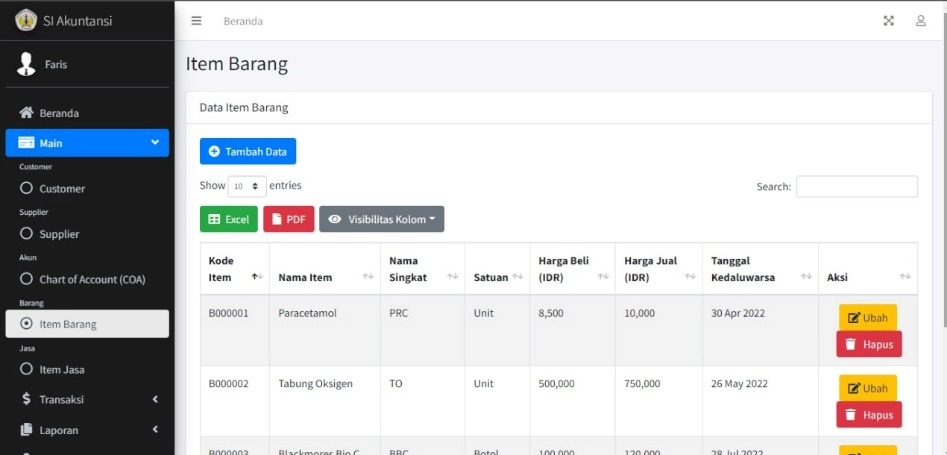 SI Akuntansi
Beranda
Faris
Item Barang
Beranda
Main
Customer
Customer
Supplier
Supplier
Akun
Chart of Account (COA)
Barang
Item Barang
Jasa
Item Jasa
$ Transaksi
Laporan
Data Item Barang
Tambah Data
Show 10 entries
Search:
Excel PDF Visibilitas Kolom
Kode Item Nama Item Nama Singkat Satuan Harga Beli (IDR) Harga Jual (IDR) Tanggal Kedaluwarsa Aksi
B000001 Paracetamol PRC Unit 8,500 10,000 30 Apr 2022 Ubah
Hapus
B000002 Tabung Oksigen TO Unit 500,000 750,000 26 May 2022 Ubah
Hapus
B000003 Blackmores Bio C BBC Botol 100,000 120,000 28 Jul 2022